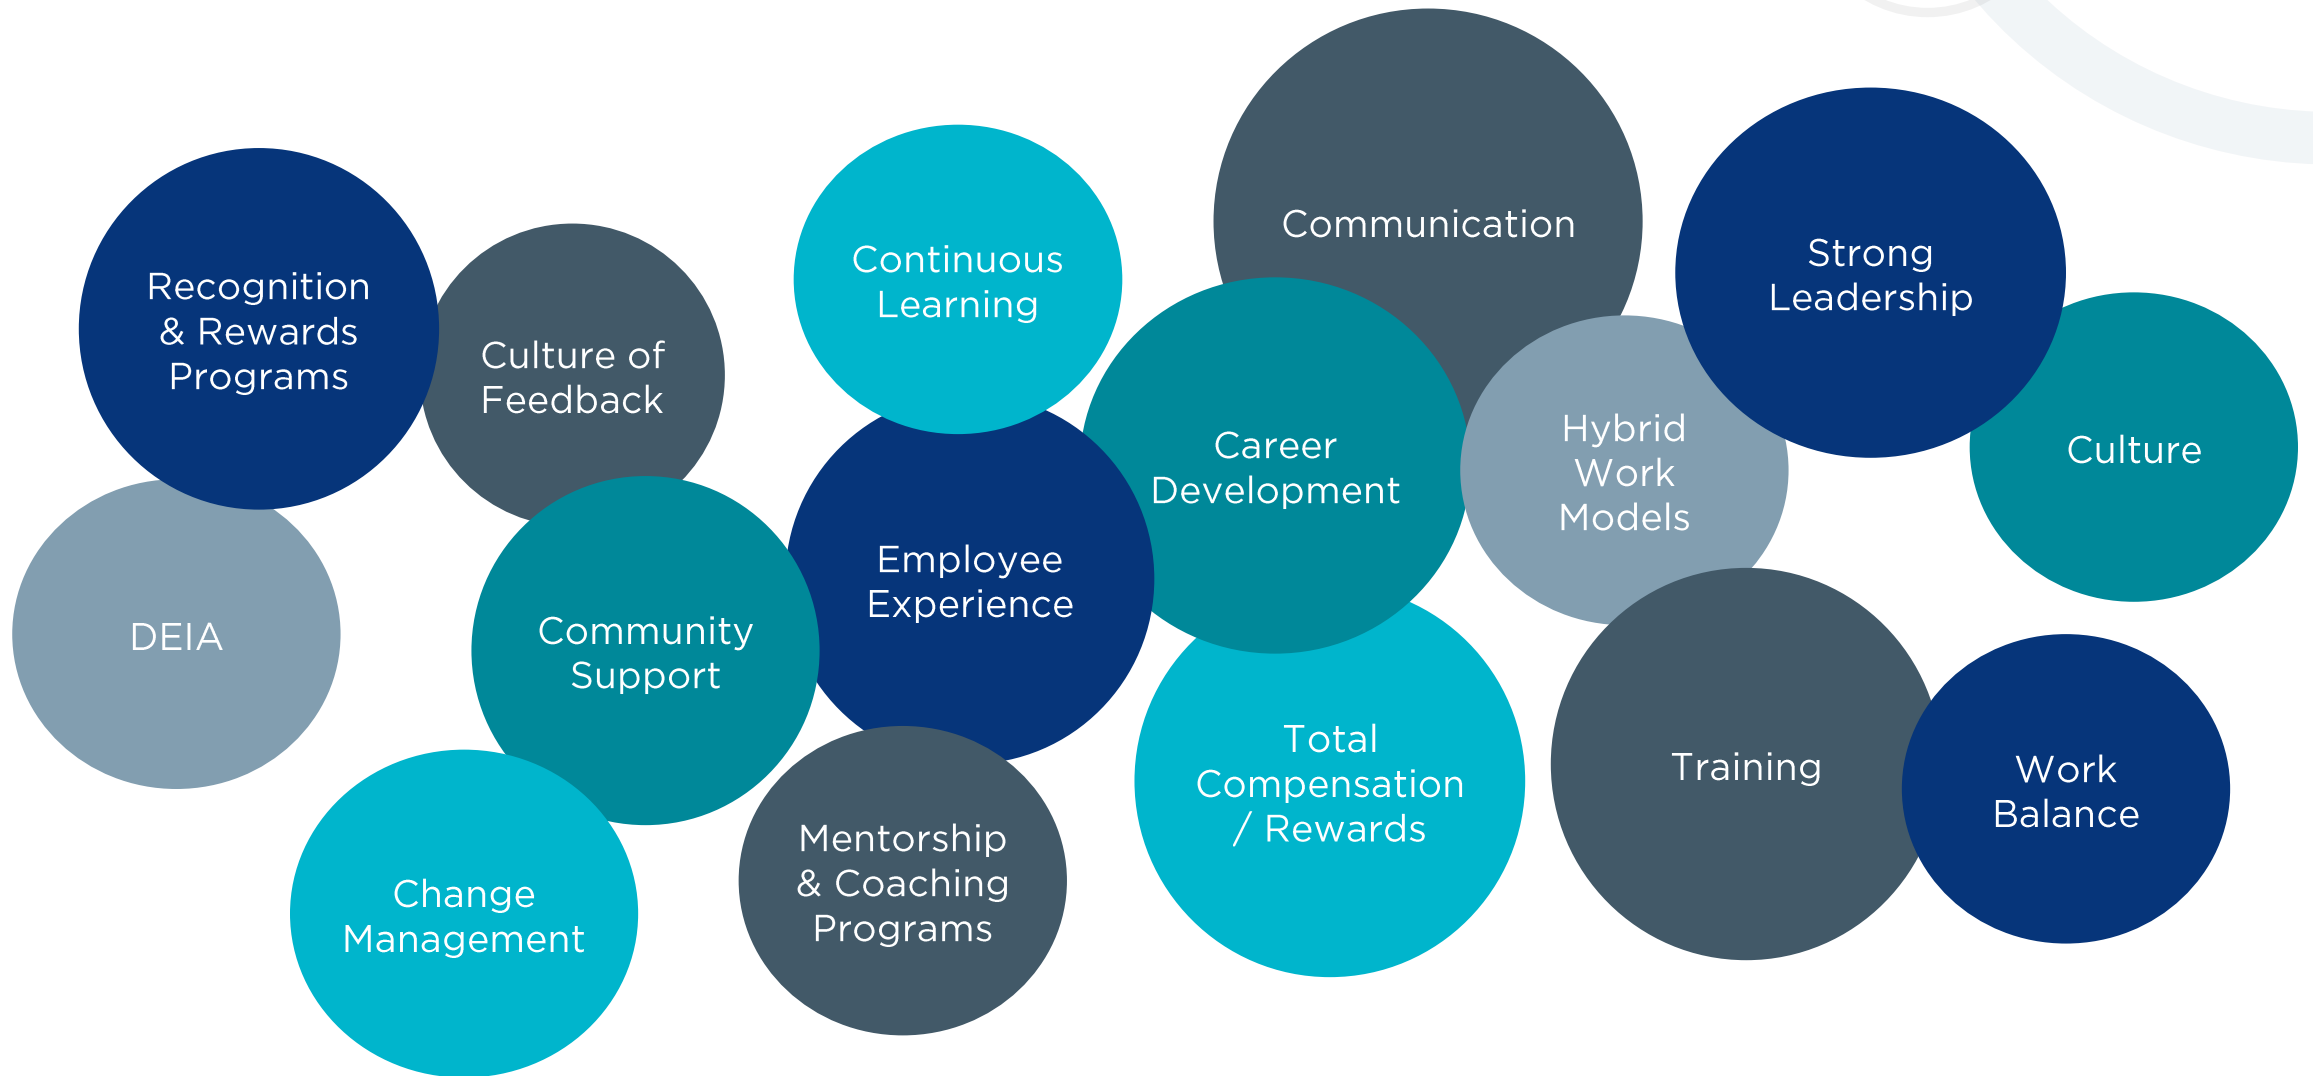 Recognition
& Rewards
Programs
Culture of
Feedback
Continuous
Learning
Communication
Strong
Leadership
Career
Development
Hybrid
Work
Models
Culture
DEIA
Community
Support
Employee
Experience
Total
Compensation
/ Rewards
Training
Work
Balance
Change
Management
Mentorship
& Coaching
Programs